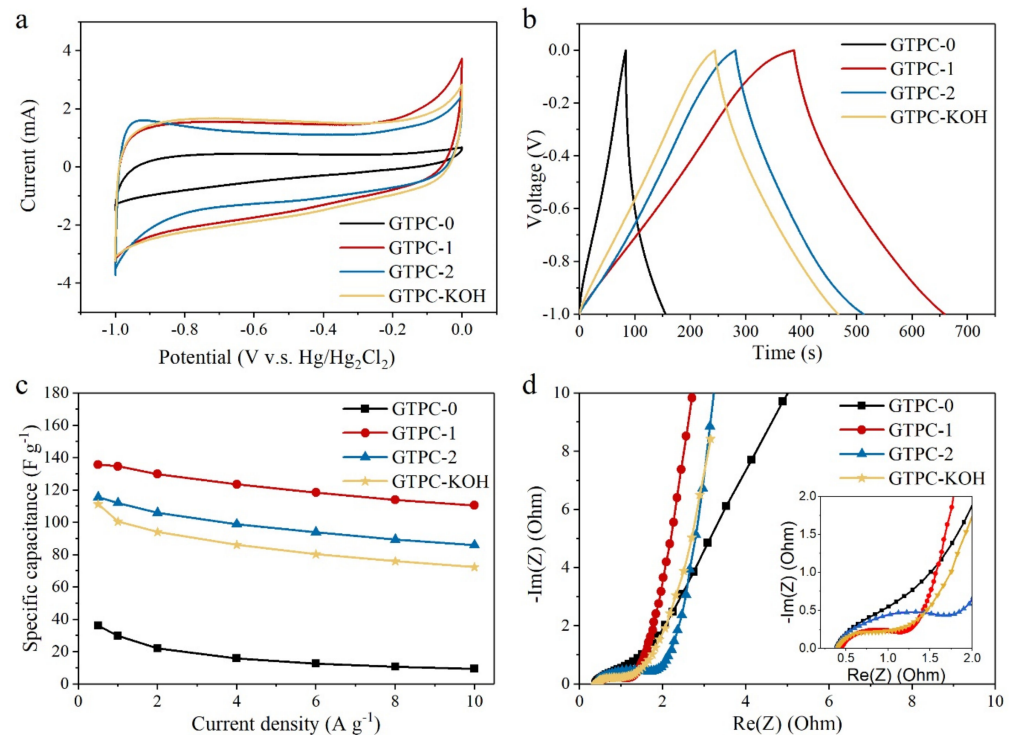 a
Current (mA)
4
2
0
-2
-4
-1.0 -0.8 -0.6 -0.4 -0.2 0.0
Potential (V v.s. Hg/Hg₂Cl₂)
GTPC-0
GTPC-1
GTPC-2
GTPC-KOH
b
Voltage (V)
0.0
-0.2
-0.4
-0.6
-0.8
-1.0
0 100 200 300 400 500 600 700
Time (s)
GTPC-0
GTPC-1
GTPC-2
GTPC-KOH
c
Specific capacitance (F g⁻¹)
180
160
140
120
100
80
60
40
20
0
0 2 4 6 8 10
Current density (A g⁻¹)
GTPC-0
GTPC-1
GTPC-2
GTPC-KOH
d
-Im(Z) (Ohm)
10
8
6
4
2
0
0 2 4 6 8 10
Re(Z) (Ohm)
GTPC-0
GTPC-1
GTPC-2
GTPC-KOH
-Im(Z) (Ohm)
2.0
1.5
1.0
0.5
0.0
0.5 1.0 1.5 2.0
Re(Z) (Ohm)